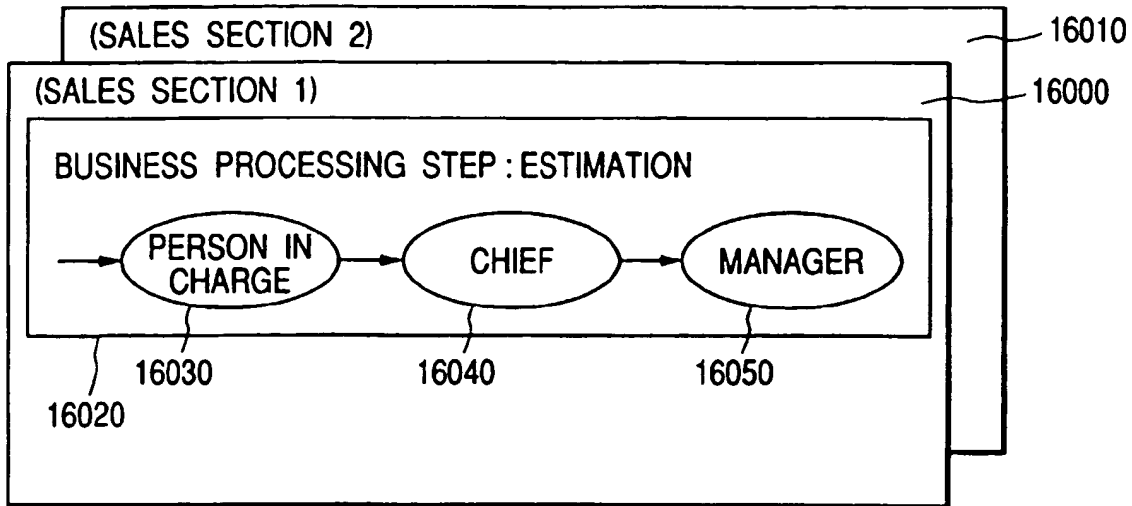 (SALES SECTION 2)
16010
(SALES SECTION 1)
16000
BUSINESS PROCESSING STEP : ESTIMATION
PERSON IN
CHARGE
CHIEF
MANAGER
16030
16040
16050
16020